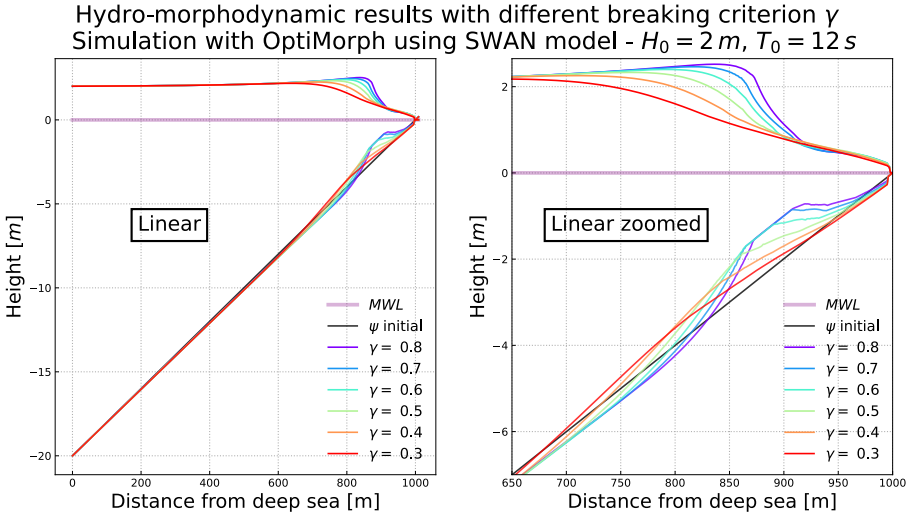 Hydro-morphodynamic results with different breaking criterion γ
Simulation with OptiMorph using SWAN model - H₀ = 2 m, T₀ = 12 s
Height [m]
0
−5
−10
−15
−20
Linear
MWL
ψ initial
γ = 0.8
γ = 0.7
γ = 0.6
γ = 0.5
γ = 0.4
γ = 0.3
0 200 400 600 800 1000
Distance from deep sea [m]
Height [m]
2
0
−2
−4
−6
Linear zoomed
MWL
ψ initial
γ = 0.8
γ = 0.7
γ = 0.6
γ = 0.5
γ = 0.4
γ = 0.3
650 700 750 800 850 900 950 1000
Distance from deep sea [m]